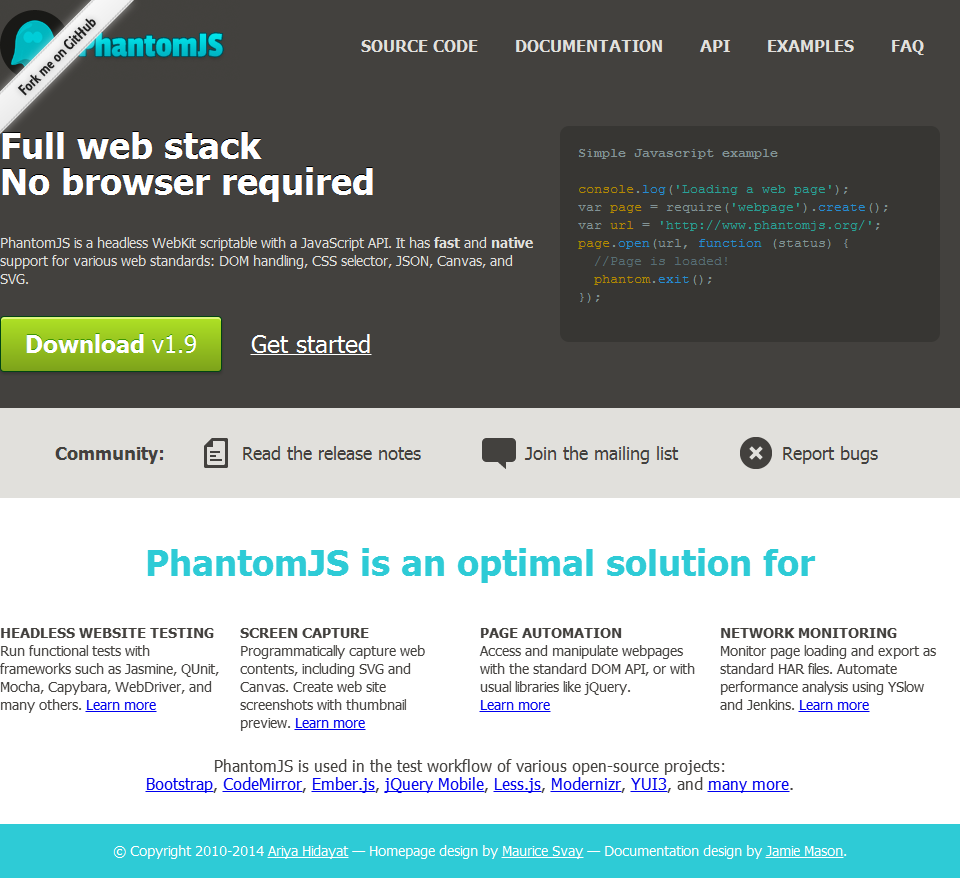 Fork me on GitHub
PhantomJS
SOURCE CODE DOCUMENTATION API EXAMPLES FAQ
Full web stack
No browser required
PhantomJS is a headless WebKit scriptable with a JavaScript API. It has fast and native
support for various web standards: DOM handling, CSS selector, JSON, Canvas, and
SVG.
Download v1.9 Get started
Simple Javascript example
console.log('Loading a web page');
var page = require('webpage').create();
var url = 'http://www.phantomjs.org/';
page.open(url, function (status) {
  //Page is loaded!
  phantom.exit();
});
Community: Read the release notes Join the mailing list Report bugs
PhantomJS is an optimal solution for
HEADLESS WEBSITE TESTING
Run functional tests with
frameworks such as Jasmine, QUnit,
Mocha, Capybara, WebDriver, and
many others. Learn more
SCREEN CAPTURE
Programmatically capture web
contents, including SVG and
Canvas. Create web site
screenshots with thumbnail
preview. Learn more
PAGE AUTOMATION
Access and manipulate webpages
with the standard DOM API, or with
usual libraries like jQuery.
Learn more
NETWORK MONITORING
Monitor page loading and export as
standard HAR files. Automate
performance analysis using YSlow
and Jenkins. Learn more
PhantomJS is used in the test workflow of various open-source projects:
Bootstrap, CodeMirror, Ember.js, jQuery Mobile, Less.js, Modernizr, YUI3, and many more.
© Copyright 2010-2014 Ariya Hidayat — Homepage design by Maurice Svay — Documentation design by Jamie Mason.